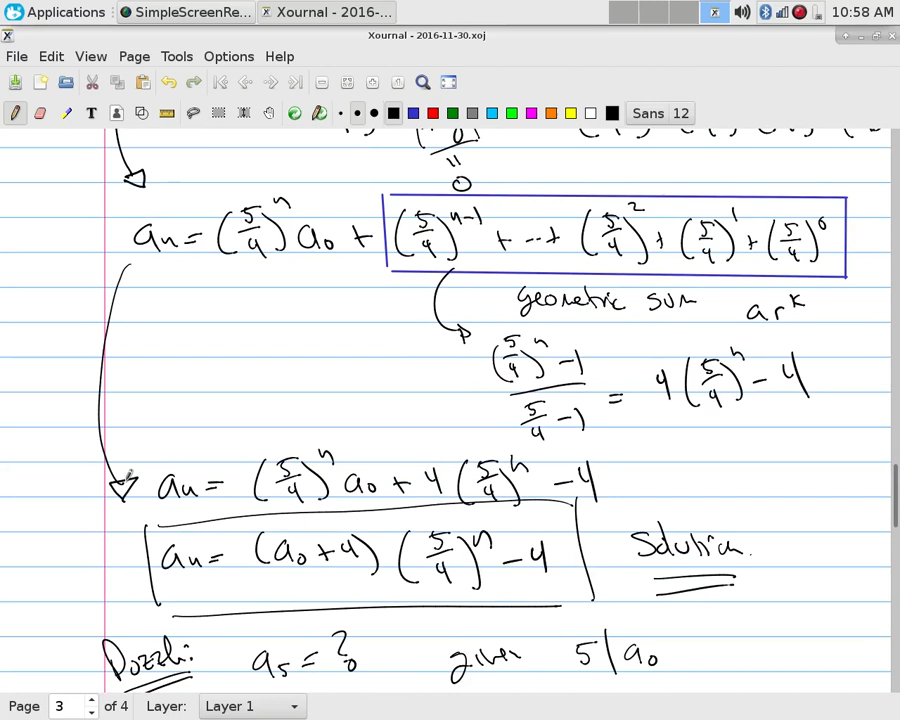 Applications SimpleScreenRe... Xournal - 2016-... 10:58 AM
Xournal - 2016-11-30.xoj
File Edit View Page Tools Options Help
Sans 12
0
aₙ = (5/4)ⁿ a₀ + (5/4)ⁿ⁻¹ + ... + (5/4)² + (5/4)¹ + (5/4)⁰
geometric sum arᵏ
((5/4)ⁿ - 1)/(5/4 - 1) = 4(5/4)ⁿ - 4
aₙ = (5/4)ⁿ a₀ + 4(5/4)ⁿ - 4
aₙ = (a₀+4)(5/4)ⁿ - 4 Solution.
Puzzle: a₅ = ? given 5|a₀
Page 3 of 4 Layer: Layer 1